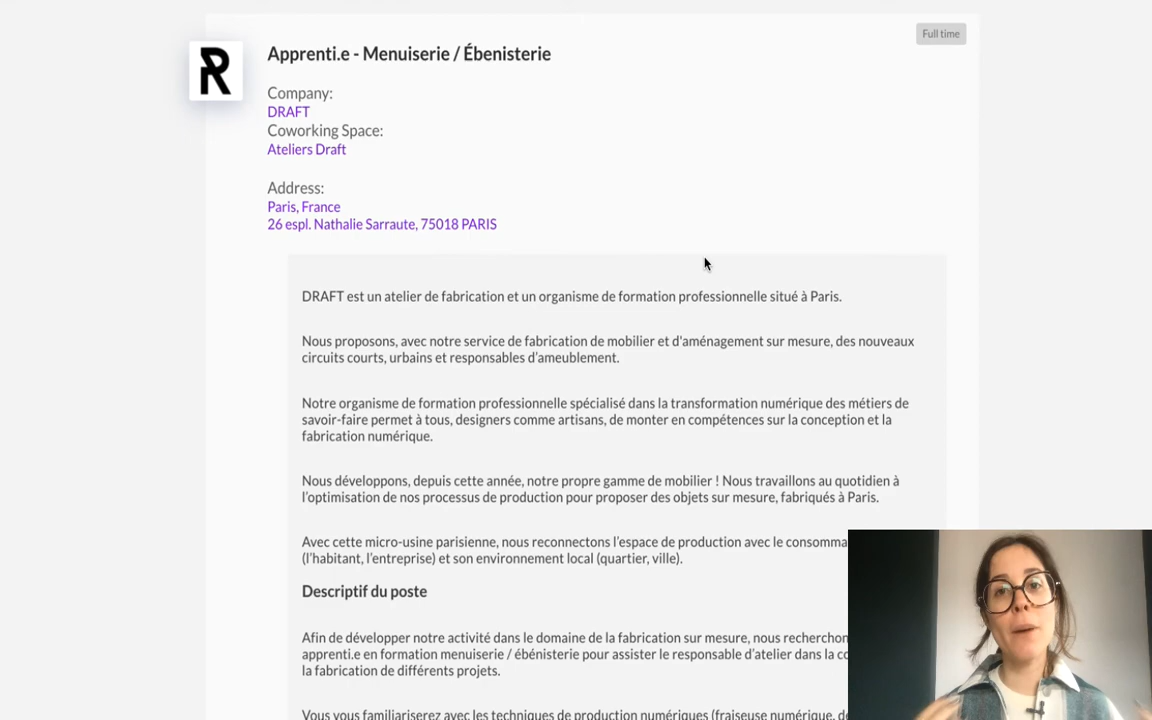 Full time
Apprenti.e - Menuiserie / Ébenisterie
Company:
DRAFT
Coworking Space:
Ateliers Draft
Address:
Paris, France
26 espl. Nathalie Sarraute, 75018 PARIS
DRAFT est un atelier de fabrication et un organisme de formation professionnelle situé à Paris.
Nous proposons, avec notre service de fabrication de mobilier et d'aménagement sur mesure, des nouveaux
circuits courts, urbains et responsables d'ameublement.
Notre organisme de formation professionnelle spécialisé dans la transformation numérique des métiers de
savoir-faire permet à tous, designers comme artisans, de monter en compétences sur la conception et la
fabrication numérique.
Nous développons, depuis cette année, notre propre gamme de mobilier ! Nous travaillons au quotidien à
l'optimisation de nos processus de production pour proposer des objets sur mesure, fabriqués à Paris.
Avec cette micro-usine parisienne, nous reconnectons l'espace de production avec le
(l'habitant, l'entreprise) et son environnement local (quartier, ville).
Descriptif du poste
Afin de développer notre activité dans le domaine de la fabrication sur mesure, nous
apprenti.e en formation menuiserie / ébénisterie pour assister le responsable d'atelier dans la
la fabrication de différents projets.
Vous vous familiariserez avec les techniques de production numériques (fraiseuse numérique,